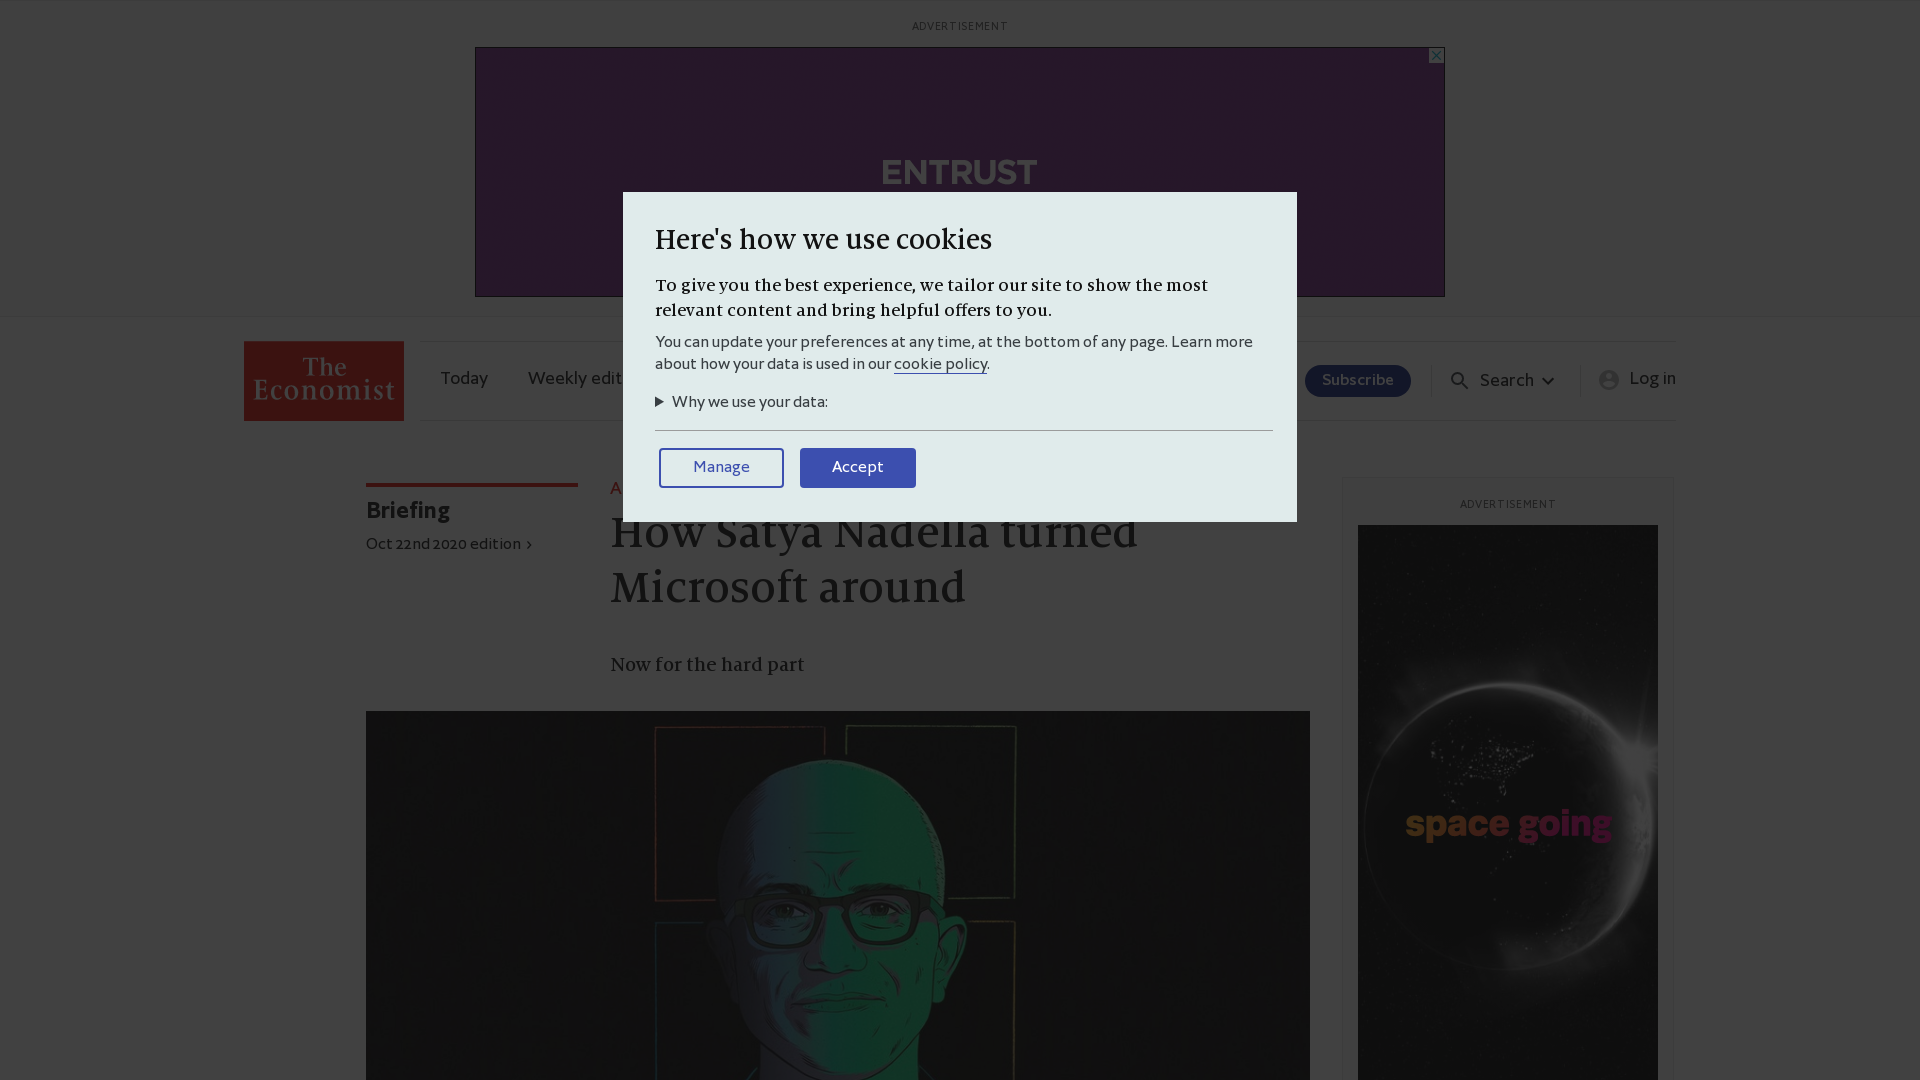 ADVERTISEMENT
ENTRUST
Here's how we use cookies
To give you the best experience, we tailor our site to show the most
relevant content and bring helpful offers to you.
You can update your preferences at any time, at the bottom of any page. Learn more
about how your data is used in our cookie policy.
Why we use your data:
Manage
Accept
The
Economist
Today
Weekly edit
Subscribe
Search
Log in
Briefing
Oct 22nd 2020 edition ›
How Satya Nadella turned
Microsoft around
Now for the hard part
ADVERTISEMENT
space going